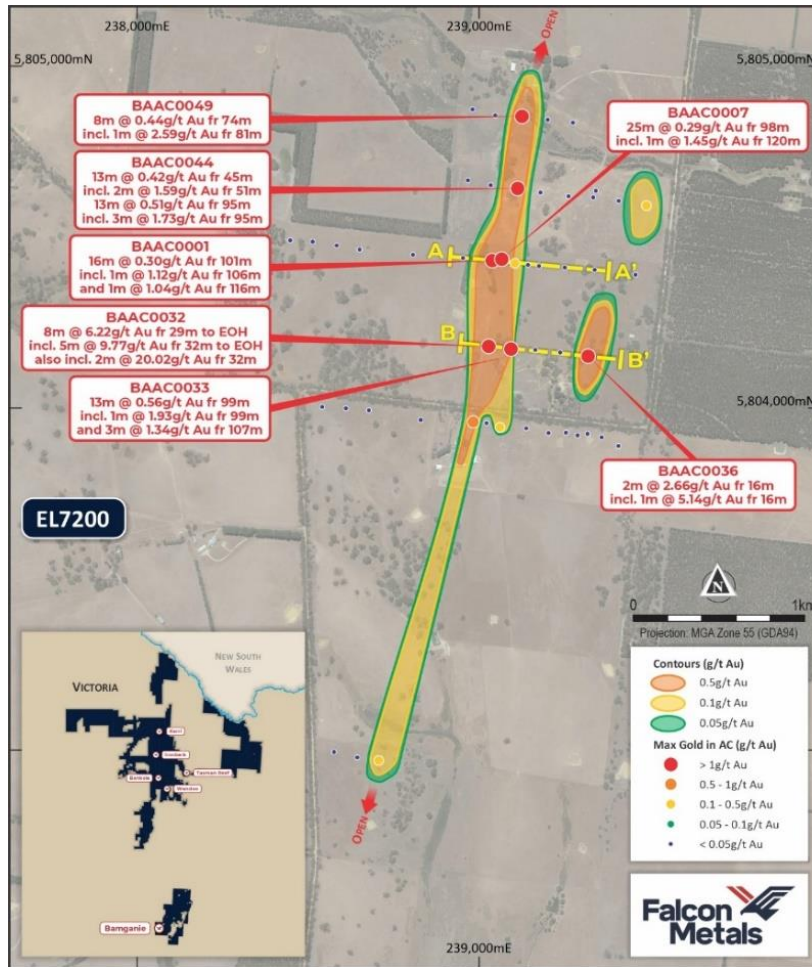 238,000mE
239,000mE
5,805,000mN
5,805,000mN
OPEN
BAAC0049
8m @ 0.44g/t Au fr 74m
incl. 1m @ 2.59g/t Au fr 81m
BAAC0007
25m @ 0.29g/t Au fr 98m
incl. 1m @ 1.45g/t Au fr 120m
BAAC0044
13m @ 0.42g/t Au fr 45m
incl. 2m @ 1.59g/t Au fr 51m
13m @ 0.51g/t Au fr 95m
incl. 3m @ 1.73g/t Au fr 95m
BAAC0001
16m @ 0.30g/t Au fr 101m
incl. 1m @ 1.12g/t Au fr 106m
and 1m @ 1.04g/t Au fr 116m
A
A'
BAAC0032
8m @ 6.22g/t Au fr 29m to EOH
incl. 5m @ 9.77g/t Au fr 32m to EOH
also incl. 2m @ 20.02g/t Au fr 32m
B
B'
BAAC0033
13m @ 0.56g/t Au fr 99m
incl. 1m @ 1.93g/t Au fr 99m
and 3m @ 1.34g/t Au fr 107m
5,804,000mN
BAAC0036
2m @ 2.66g/t Au fr 16m
incl. 1m @ 5.14g/t Au fr 16m
EL7200
N
0
1km
Projection: MGA Zone 55 (GDA94)
NEW SOUTH
WALES
VICTORIA
Bamganie
OPEN
Contours (g/t Au)
0.5g/t Au
0.1g/t Au
0.05g/t Au
Max Gold in AC (g/t Au)
> 1g/t Au
0.5 - 1g/t Au
0.1 - 0.5g/t Au
0.05 - 0.1g/t Au
< 0.05g/t Au
Falcon
Metals
239,000mE